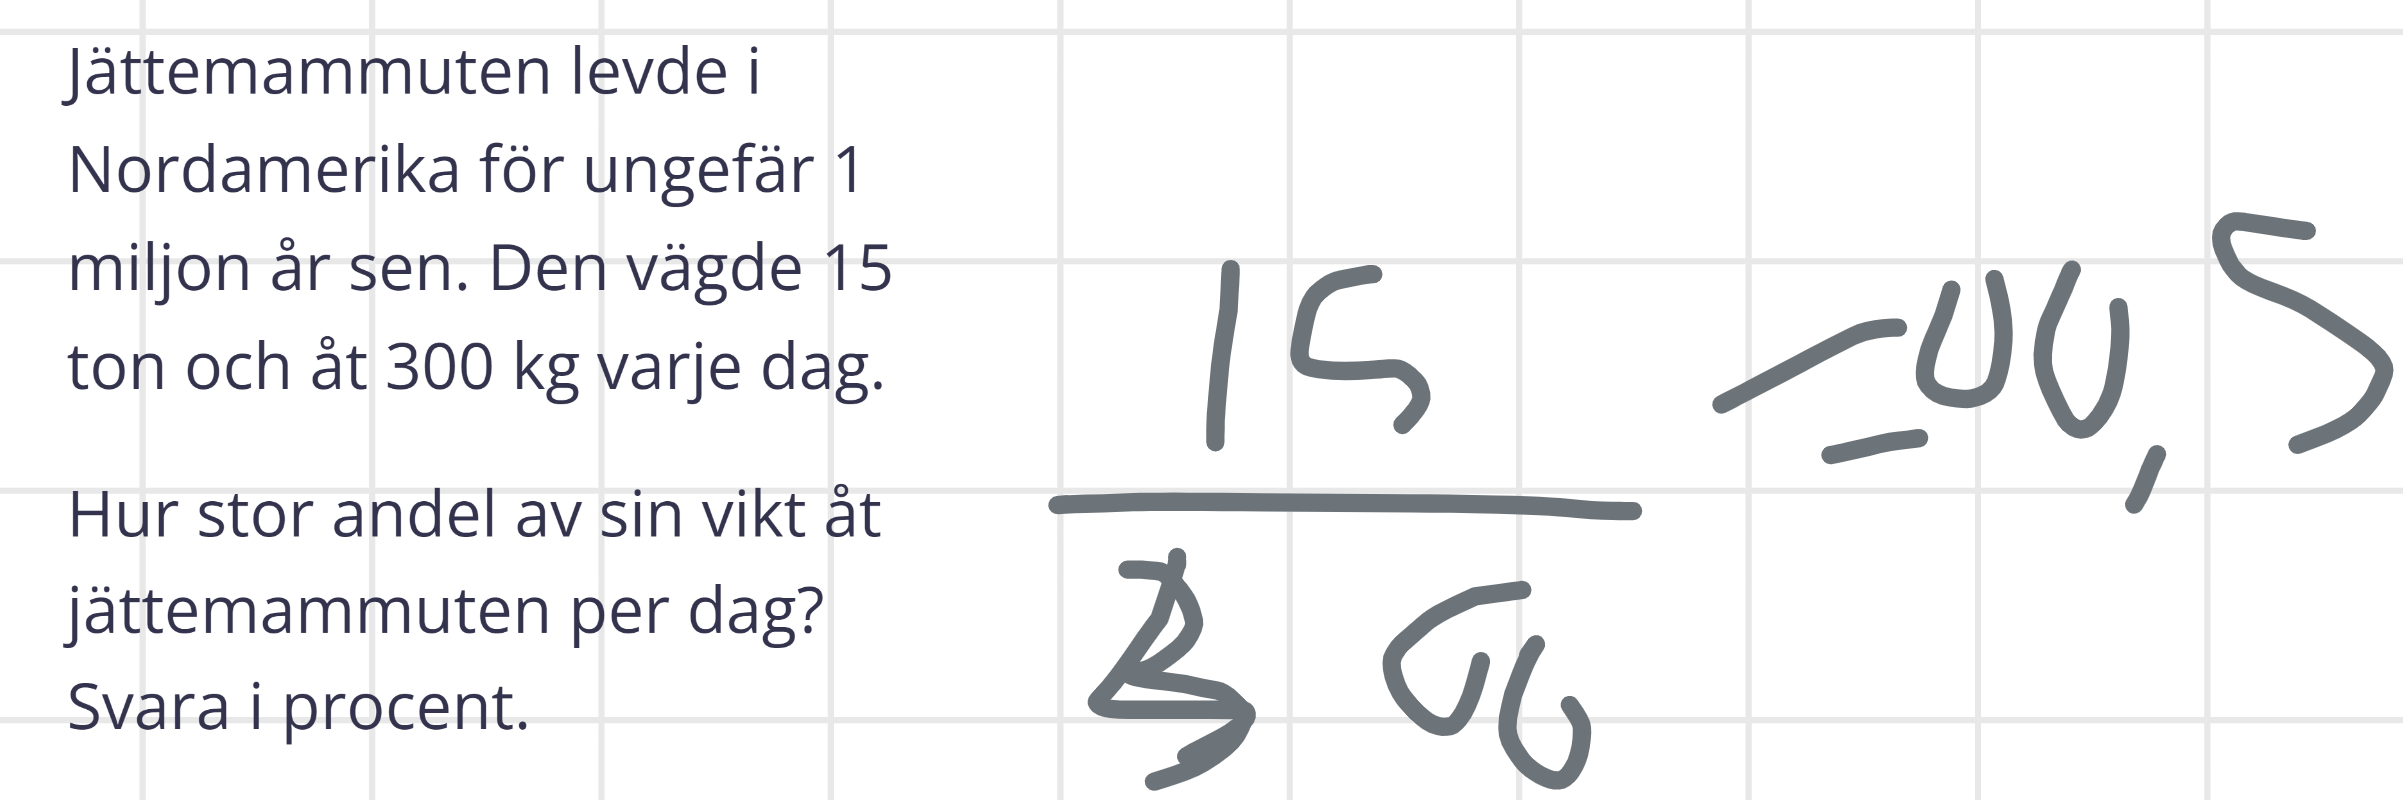 Jättemammuten levde i
Nordamerika för ungefär 1
miljon år sen. Den vägde 15
ton och åt 300 kg varje dag.
Hur stor andel av sin vikt åt
jättemammuten per dag?
Svara i procent.
15
300
=00,5